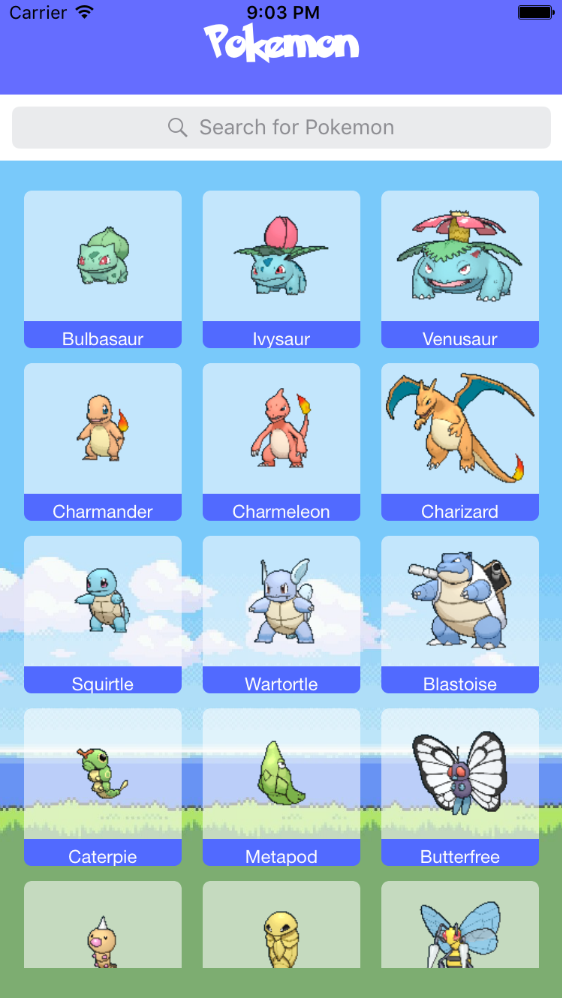 Carrier 9:03 PM
Pokemon
Search for Pokemon
Bulbasaur Ivysaur Venusaur
Charmander Charmeleon Charizard
Squirtle Wartortle Blastoise
Caterpie Metapod Butterfree